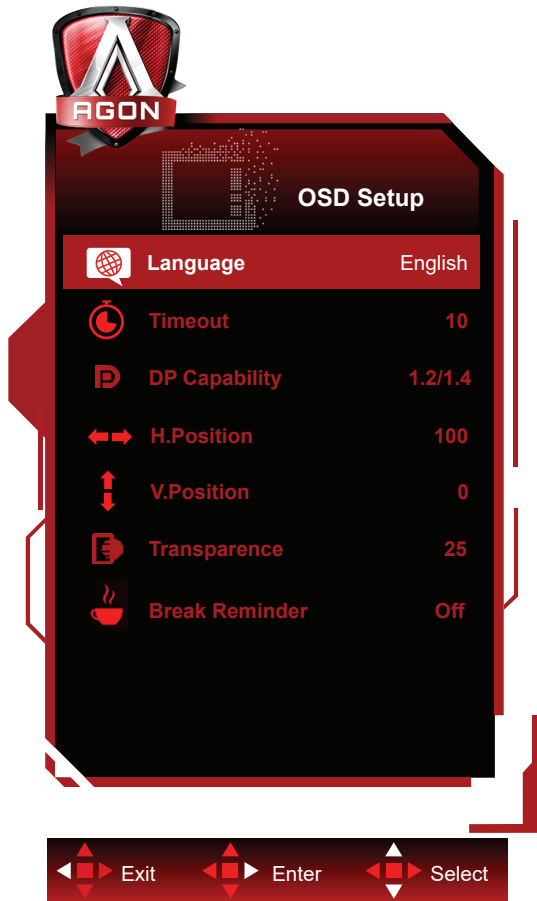 AGON
OSD Setup
Language English
Timeout 10
DP Capability 1.2/1.4
H.Position 100
V.Position 0
Transparence 25
Break Reminder Off
Exit Enter Select